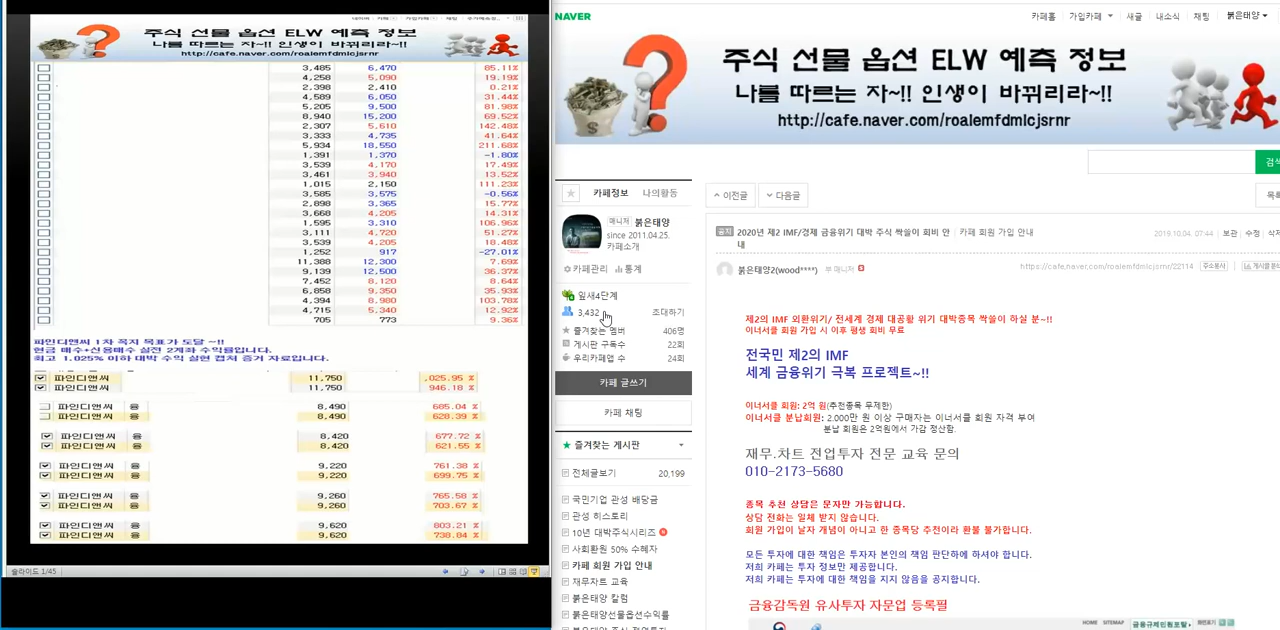 주식 선물 옵션 ELW 예측 정보
나를 따르는 자~!! 인생이 바뀌리라~!!
http://cafe.naver.com/roalemfdmlcjsrnr
3,485 6,470 85.11%
4,258 5,090 19.19%
2,398 2,410 0.21%
4,589 6,050 31.44%
5,205 9,500 81.98%
8,940 15,200 69.52%
2,307 5,610 142.48%
3,333 4,735 41.64%
5,934 18,550 211.68%
1,391 1,370 -1.80%
3,539 4,170 17.49%
3,461 3,940 13.52%
1,015 2,150 111.23%
3,585 3,575 -0.56%
2,898 3,365 15.77%
3,668 4,205 14.31%
1,595 3,310 106.96%
3,111 4,720 51.27%
3,539 4,205 18.48%
1,252 917 -27.01%
11,388 12,300 7.69%
9,139 12,500 36.37%
7,452 8,120 8.64%
6,858 9,350 35.93%
4,394 8,980 103.78%
4,715 5,340 12.92%
705 773 9.36%
파인디앤씨 1차 꼭지 목표가 도달 ~!!
현금 매수+신용매수 실전 2계좌 수익률입니다.
최고 1.025% 이하 대박 수익 실현 캡처 증거 자료입니다.
파인디앤씨 11,750 ,025.95 %
파인디앤씨 11,750 946.18 %
파인디앤씨 융 8,490 685.04 %
파인디앤씨 융 8,490 628.39 %
파인디앤씨 융 8,420 677.72 %
파인디앤씨 융 8,420 621.55 %
파인디앤씨 융 9,220 761.38 %
파인디앤씨 융 9,220 699.75 %
파인디앤씨 융 9,260 765.58 %
파인디앤씨 융 9,260 703.67 %
파인디앤씨 융 9,620 803.21 %
파인디앤씨 융 9,620 738.84 %
슬라이드 1/45
NAVER
카페홈 가입카페 새글 내소식 채팅 붉은태양
주식 선물 옵션 ELW 예측 정보
나를 따르는 자~!! 인생이 바뀌리라~!!
http://cafe.naver.com/roalemfdmlcjsrnr
검색
카페정보 나의활동
매니저 붉은태양
since 2011.04.25.
카페소개
카페관리 통계
잎새4단계
3,432 초대하기
즐겨찾는 멤버 406명
게시판 구독수 22회
우리카페앱 수 24회
카페 글쓰기
카페 채팅
즐겨찾는 게시판
전체글보기 20,199
국민기업 관성 배당금
관성 히스토리
10년 대박주식시리즈
사회환원 50% 수혜자
카페 회원 가입 안내
재무차트 교육
붉은태양 칼럼
붉은태양선물옵션수익률
이전글 다음글
목록
공지 2020년 제2 IMF/경제 금융위기 대박 주식 싹쓸이 회비 안내 | 카페 회원 가입 안내
2019.10.04. 07:44 보관 수정 삭제
붉은태양2(wood****) 부매니저
https://cafe.naver.com/roalemfdmlcjsrnr/22114 주소복사
제2의 IMF 외환위기/ 전세계 경제 대공황 위기 대박종목 싹쓸이 하실 분~!!
이너서클 회원 가입 시 이후 평생 회비 무료
전국민 제2의 IMF
세계 금융위기 극복 프로젝트~!!
이너서클 회원: 2억 원(추천종목 무제한)
이너서클 분납회원: 2,000만 원 이상 구매자는 이너서클 회원 자격 부여
분납 회원은 2억원에서 가감 정산함.
재무.차트 전업투자 전문 교육 문의
010-2173-5680
종목 추천 상담은 문자만 가능합니다.
상담 전화는 일체 받지 않습니다.
회원 가입이 날자 개념이 아니고 한 종목당 추천이라 환불 불가합니다.
모든 투자에 대한 책임은 투자자 본인의 책임 판단하에 하셔야 합니다.
저희 카페는 투자 정보만 제공합니다.
저희 카페는 투자에 대한 책임을 지지 않음을 공지합니다.
금융감독원 유사투자 자문업 등록필
HOME SITEMAP 금융규제민원포털 화면크기